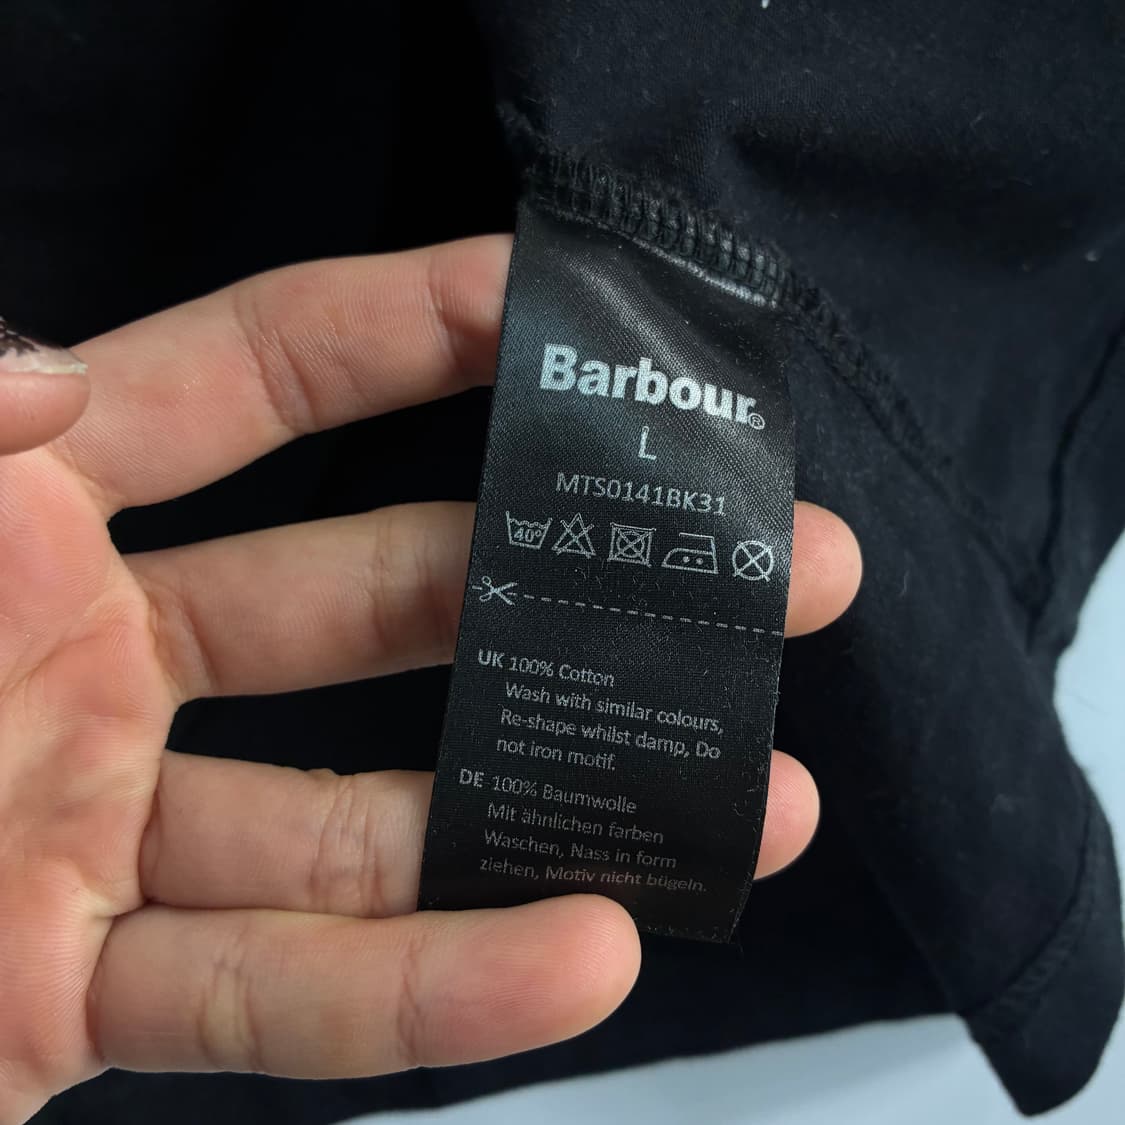 Barbour®
L
MTS0141BK31
40°
UK 100% Cotton
Wash with similar colours,
Re-shape whilst damp, Do
not iron motif.
DE 100% Baumwolle
Mit ähnlichen farben
Waschen, Nass in form
ziehen, Motiv nicht bügeln.